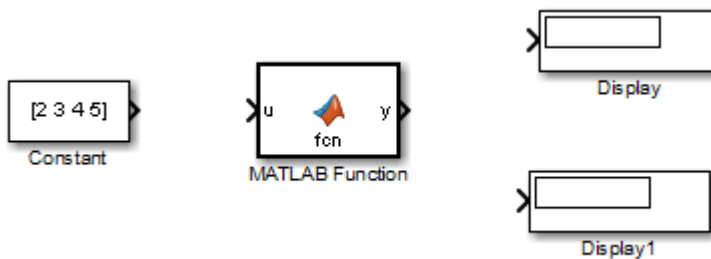 [2 3 4 5]
Constant
u
y
fcn
MATLAB Function
Display
Display1